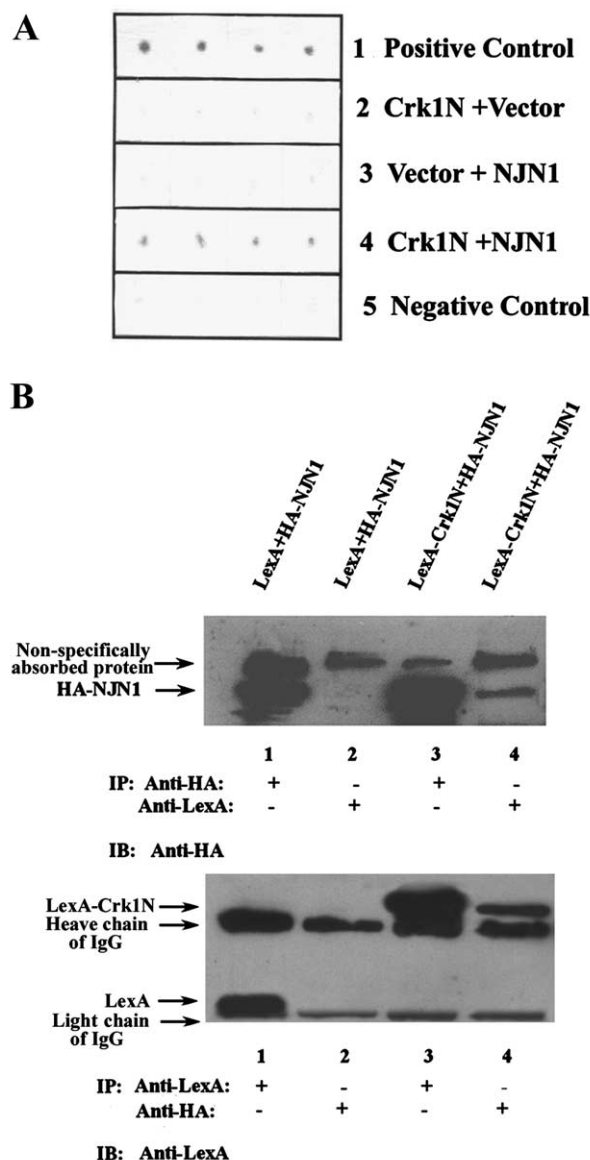 A
1 Positive Control
2 Crk1N +Vector
3 Vector + NJN1
4 Crk1N +NJN1
5 Negative Control
B
LexA+HA-NJN1
LexA+HA-NJN1
LexA-Crk1N+HA-NJN1
LexA-Crk1N+HA-NJN1
Non-specifically
absorbed protein
HA-NJN1
1 2 3 4
IP: Anti-HA: + - + -
Anti-LexA: - + - +
IB: Anti-HA
LexA-Crk1N
Heave chain
of IgG
LexA
Light chain
of IgG
1 2 3 4
IP: Anti-LexA: + - + -
Anti-HA: - + - +
IB: Anti-LexA